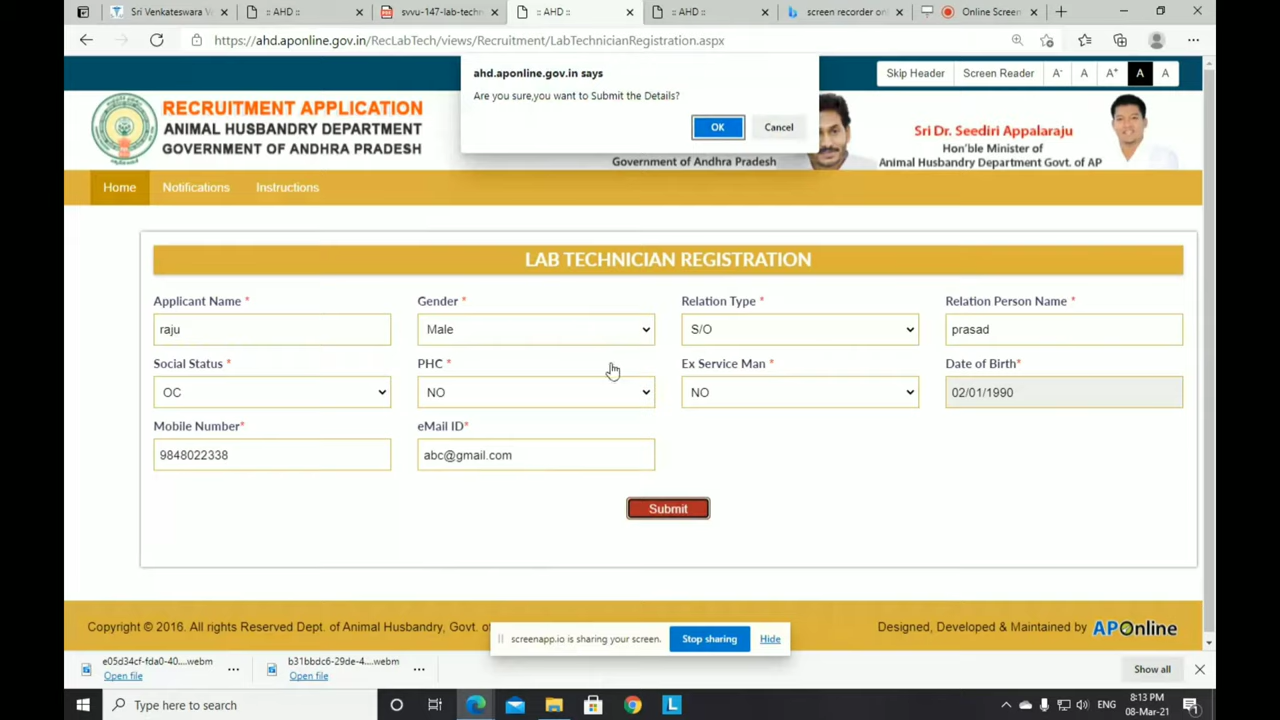 Sri Venkateswara V
:: AHD ::
svvu-147-lab-techn
:: AHD ::
:: AHD ::
screen recorder onl
Online Screen
https://ahd.aponline.gov.in/RecLabTech/views/Recruitment/LabTechnicianRegistration.aspx
ahd.aponline.gov.in says
Are you sure,you want to Submit the Details?
OK
Cancel
Skip Header
Screen Reader
A-
A
A+
A
A
RECRUITMENT APPLICATION
ANIMAL HUSBANDRY DEPARTMENT
GOVERNMENT OF ANDHRA PRADESH
Government of Andhra Pradesh
Sri Dr. Seediri Appalaraju
Hon'ble Minister of
Animal Husbandry Department Govt. of AP
Home
Notifications
Instructions
LAB TECHNICIAN REGISTRATION
Applicant Name *
Gender *
Relation Type *
Relation Person Name *
raju
Male
S/O
prasad
Social Status *
PHC *
Ex Service Man *
Date of Birth*
OC
NO
NO
02/01/1990
Mobile Number*
eMail ID*
9848022338
abc@gmail.com
Submit
Copyright © 2016. All rights Reserved Dept. of Animal Husbandry, Govt. o
Designed, Developed & Maintained by APOnline
screenapp.io is sharing your screen.
Stop sharing
Hide
e05d34cf-fda0-40....webm
Open file
b31bbdc6-29de-4....webm
Open file
Show all
Type here to search
L
ENG
8:13 PM
08-Mar-21
1